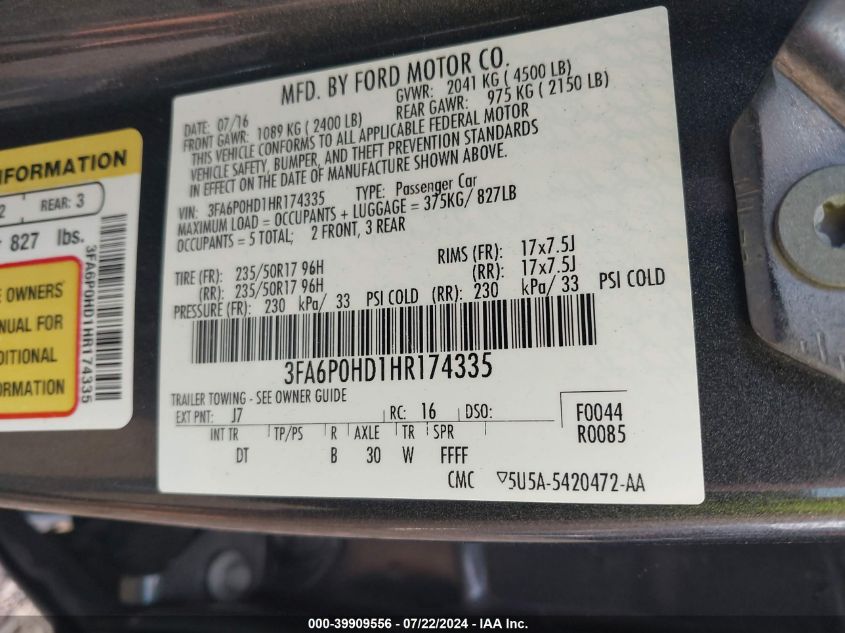 NFORMATION
2 REAR: 3
827 lbs.
3FA6P0HD1HR174335
E OWNERS
NUAL FOR
DITIONAL
FORMATION
MFD. BY FORD MOTOR CO.
DATE: 07/16 GVWR: 2041 KG ( 4500 LB)
FRONT GAWR: 1089 KG ( 2400 LB) REAR GAWR: 975 KG ( 2150 LB)
THIS VEHICLE CONFORMS TO ALL APPLICABLE FEDERAL MOTOR
VEHICLE SAFETY, BUMPER, AND THEFT PREVENTION STANDARDS
IN EFFECT ON THE DATE OF MANUFACTURE SHOWN ABOVE.
VIN: 3FA6P0HD1HR174335 TYPE: Passenger Car
MAXIMUM LOAD = OCCUPANTS + LUGGAGE = 375KG/ 827LB
OCCUPANTS = 5 TOTAL; 2 FRONT, 3 REAR
TIRE (FR): 235/50R17 96H RIMS (FR): 17x7.5J
(RR): 235/50R17 96H (RR): 17x7.5J
PRESSURE (FR): 230 kPa/ 33 PSI COLD (RR): 230 kPa/ 33 PSI COLD
3FA6P0HD1HR174335
TRAILER TOWING - SEE OWNER GUIDE
EXT PNT: J7 RC: 16 DSO: F0044
R0085
INT TR TP/PS R AXLE TR SPR
DT B 30 W FFFF
CMC ▽5U5A-5420472-AA
000-39909556 - 07/22/2024 - IAA Inc.